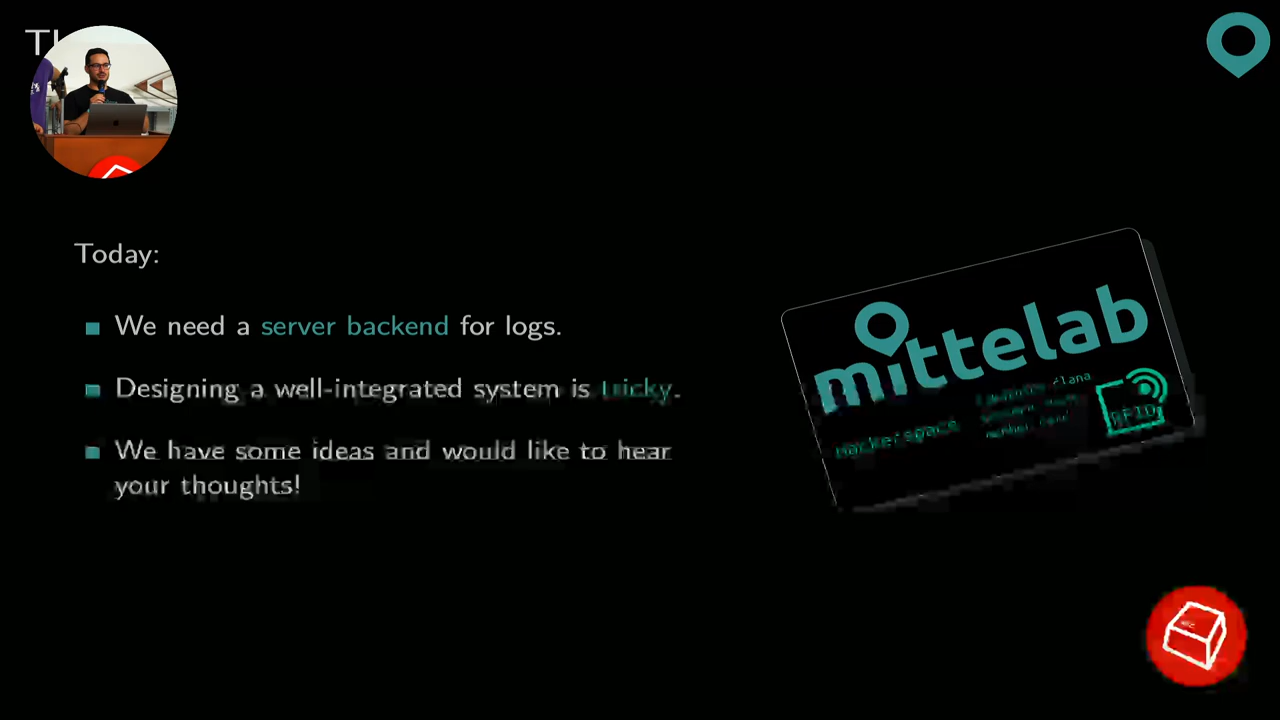 Today:
We need a server backend for logs.
Designing a well-integrated system is tricky.
We have some ideas and would like to hear
your thoughts!
mittelab
hackerspace
RFID